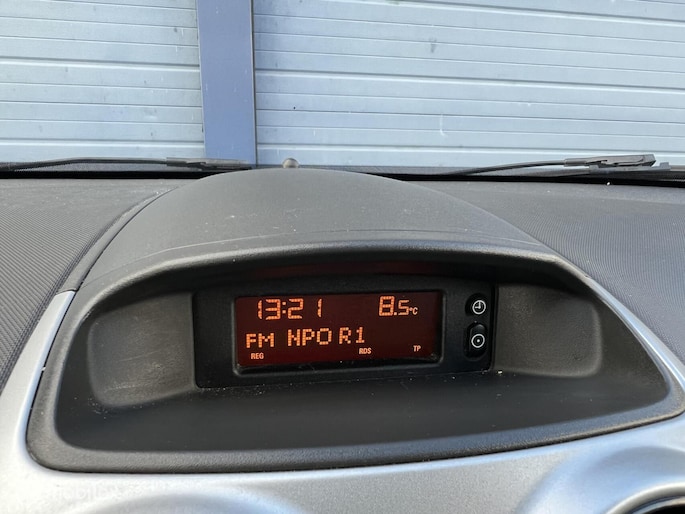 13:21 8.5°C
FM NPO R1
REG RDS TP